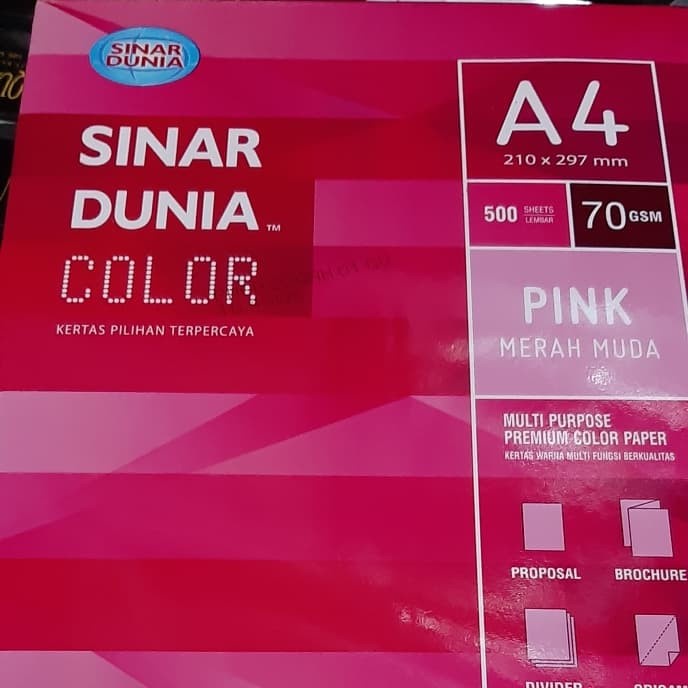 SINAR
DUNIA
SINAR
DUNIA™
COLOR
KERTAS PILIHAN TERPERCAYA
A4
210 x 297 mm
500 SHEETS
LEMBAR
70 GSM
PINK
MERAH MUDA
MULTI PURPOSE
PREMIUM COLOR PAPER
KERTAS WARNA MULTI FUNGSI BERKUALITAS
PROPOSAL
BROCHURE
DIVIDER